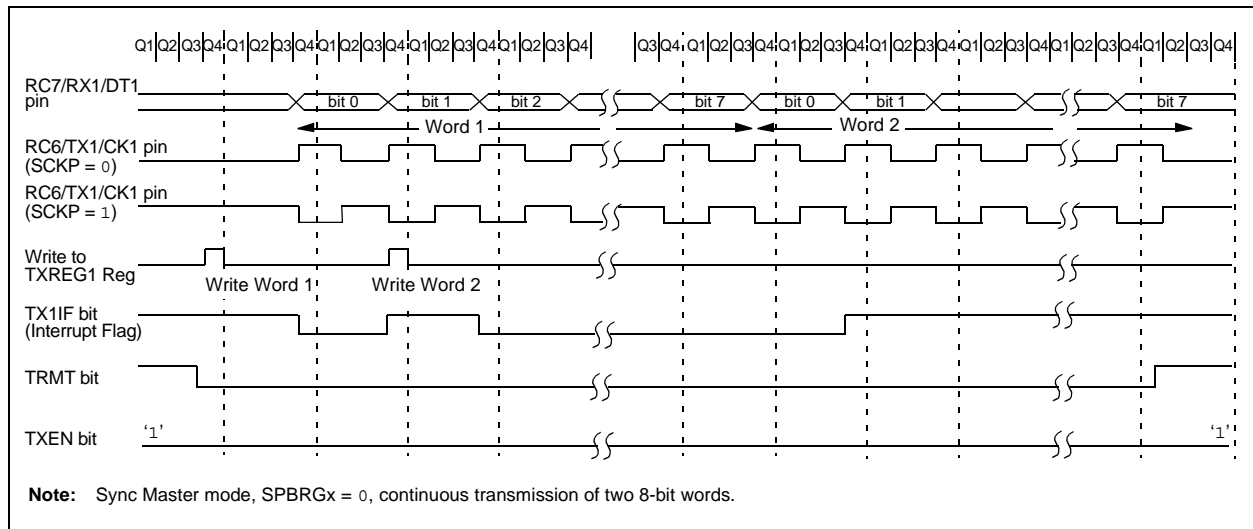 Q1 Q2 Q3 Q4 Q1 Q2 Q3 Q4 Q1 Q2 Q3 Q4 Q1 Q2 Q3 Q4 Q1 Q2 Q3 Q4 Q3 Q4 Q1 Q2 Q3 Q4 Q1 Q2 Q3 Q4 Q1 Q2 Q3 Q4 Q1 Q2 Q3 Q4 Q1 Q2 Q3 Q4 Q1 Q2 Q3 Q4
RC7/RX1/DT1
pin
bit 0 bit 1 bit 2 bit 7 bit 0 bit 1 bit 7
Word 1 Word 2
RC6/TX1/CK1 pin
(SCKP = 0)
RC6/TX1/CK1 pin
(SCKP = 1)
Write to
TXREG1 Reg
Write Word 1 Write Word 2
TX1IF bit
(Interrupt Flag)
TRMT bit
TXEN bit
‘1’ ‘1’
Note: Sync Master mode, SPBRGx = 0, continuous transmission of two 8-bit words.